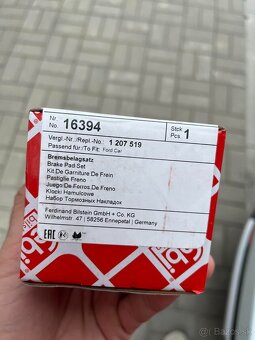 Nr.
No. 16394
Stck
Pcs. 1
Vergl.-Nr. /Repl.-No.: 1 207 519
Passend für:/To Fit: Ford Car
Bremsbelagsatz
Brake Pad Set
Kit De Garniture De Frein
Pastiglie Freno
Juego De Forros De Freno
Klocki Hamulcowe
Набор Тормозных Накладок
Ferdinand Bilstein GmbH + Co. KG
Wilhelmstr. 47 | 58256 Ennepetal | Germany
EAC
febi